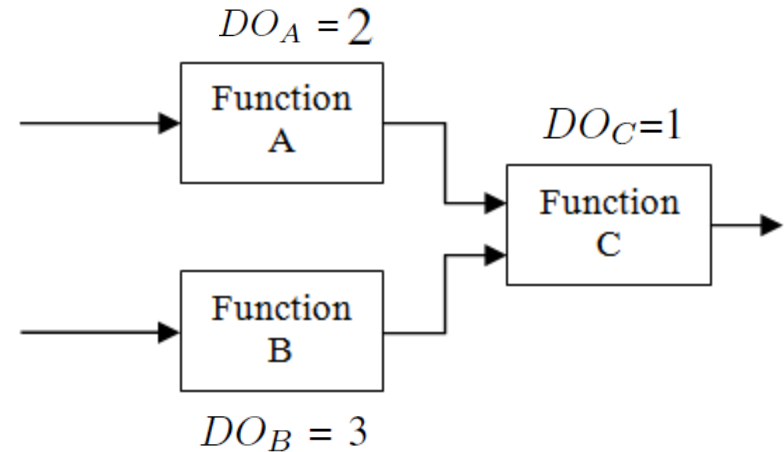 DO_A = 2
Function
A
DO_C=1
Function
C
Function
B
DO_B = 3